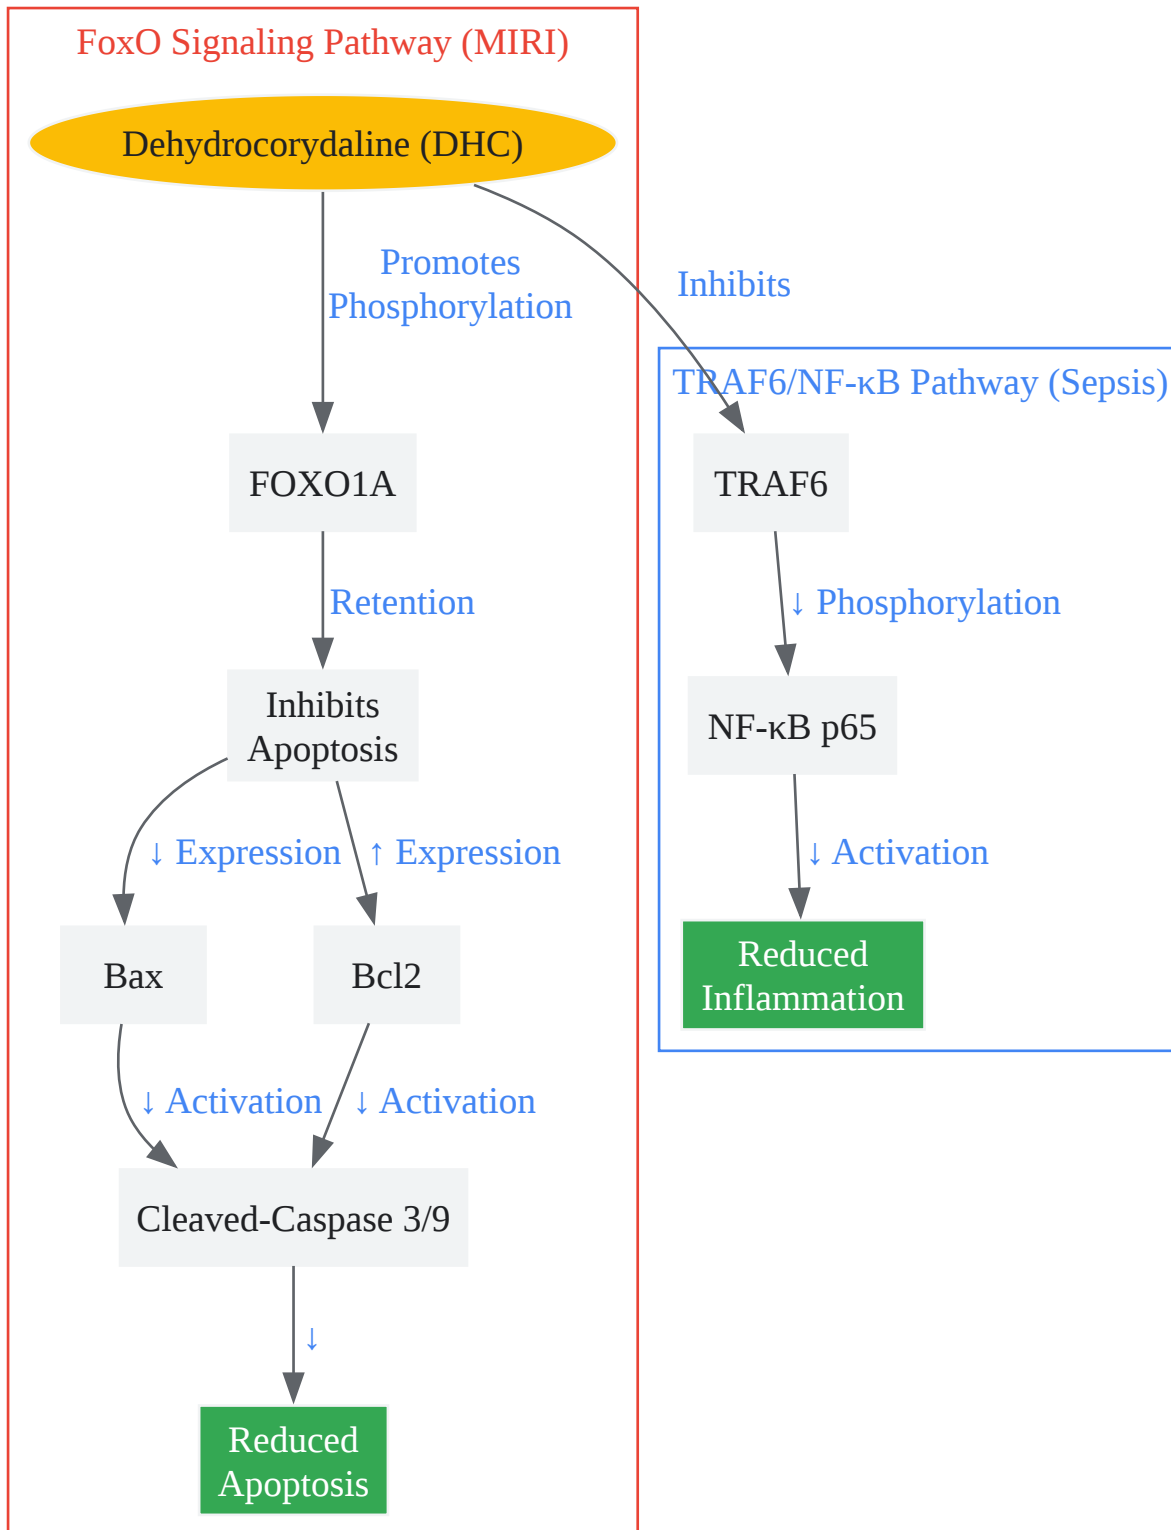 FoxO Signaling Pathway (MIRI)
Dehydrocorydaline (DHC)
Promotes
Phosphorylation
Inhibits
TRAF6/NF-κB Pathway (Sepsis)
FOXO1A
TRAF6
Retention
↓ Phosphorylation
Inhibits
Apoptosis
NF-κB p65
↓ Expression
↑ Expression
↓ Activation
Bax
Bcl2
Reduced
Inflammation
↓ Activation
↓ Activation
Cleaved-Caspase 3/9
↓
Reduced
Apoptosis